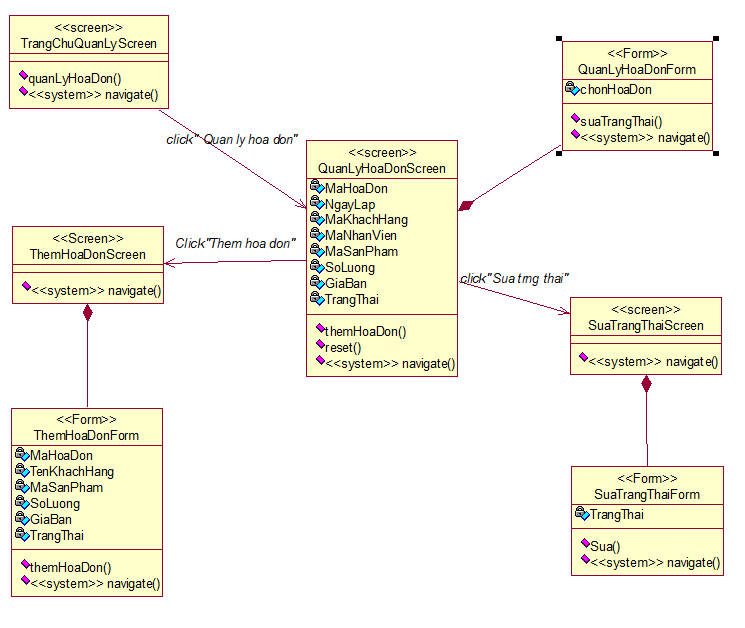 <<screen>>
TrangChuQuanLyScreen
quanLyHoaDon()
<<system>> navigate()
click" Quan ly hoa don"
<<Form>>
QuanLyHoaDonForm
chonHoaDon
suaTrangThai()
<<system>> navigate()
<<screen>>
QuanLyHoaDonScreen
MaHoaDon
NgayLap
MaKhachHang
MaNhanVien
MaSanPham
SoLuong
GiaBan
TrangThai
themHoaDon()
reset()
<<system>> navigate()
Click"Them hoa don"
<<Screen>>
ThemHoaDonScreen
<<system>> navigate()
click"Sua trng thai"
<<screen>>
SuaTrangThaiScreen
<<system>> navigate()
<<Form>>
ThemHoaDonForm
MaHoaDon
TenKhachHang
MaSanPham
SoLuong
GiaBan
TrangThai
themHoaDon()
<<system>> navigate()
<<Form>>
SuaTrangThaiForm
TrangThai
Sua()
<<system>> navigate()